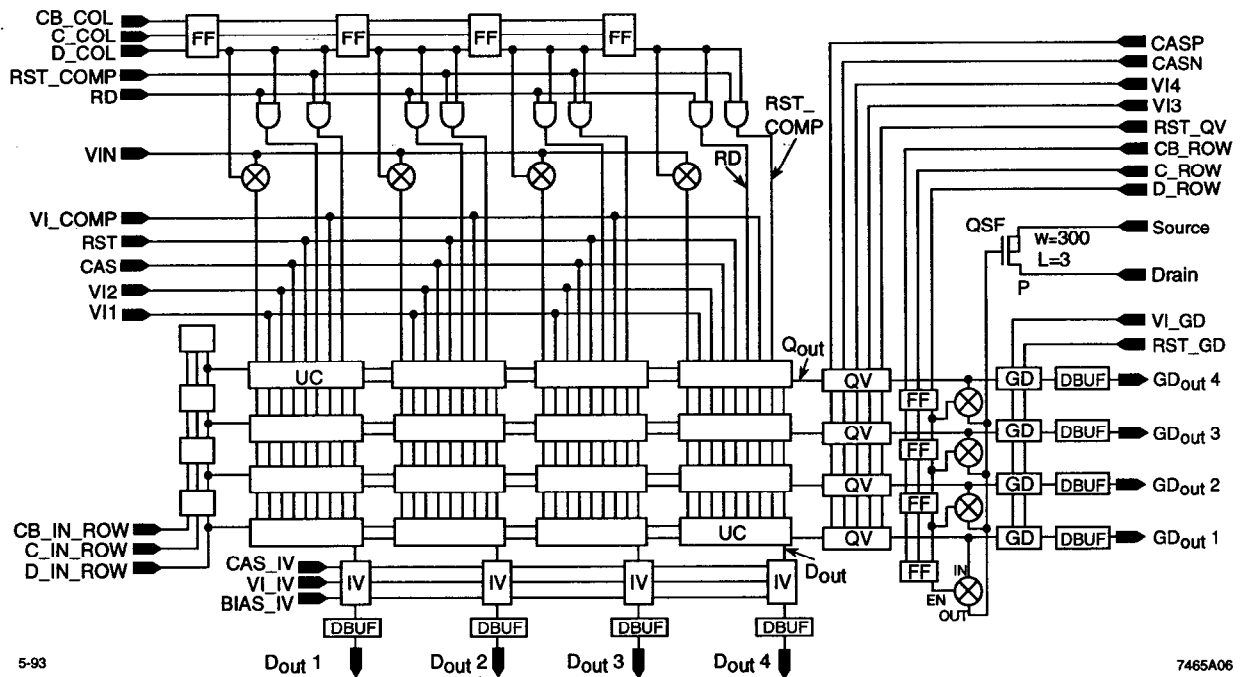 CB_COL
C_COL
D_COL
FF
FF
FF
FF
RST_COMP
RD
VIN
RST_
COMP
RD
VI_COMP
RST
CAS
VI2
VI1
CASP
CASN
VI4
VI3
RST_QV
CB_ROW
C_ROW
D_ROW
QSF
W=300
L=3
P
Source
Drain
VI_GD
RST_GD
Qout
UC
QV
GD
DBUF
GDout 4
FF
QV
GD
DBUF
GDout 3
FF
QV
GD
DBUF
GDout 2
FF
UC
QV
GD
DBUF
GDout 1
CB_IN_ROW
C_IN_ROW
D_IN_ROW
CAS_IV
VI_IV
BIAS_IV
IV
IV
IV
IV
Dout
FF
IN
EN
OUT
DBUF
DBUF
DBUF
DBUF
Dout 1
Dout 2
Dout 3
Dout 4
5-93
7465A06